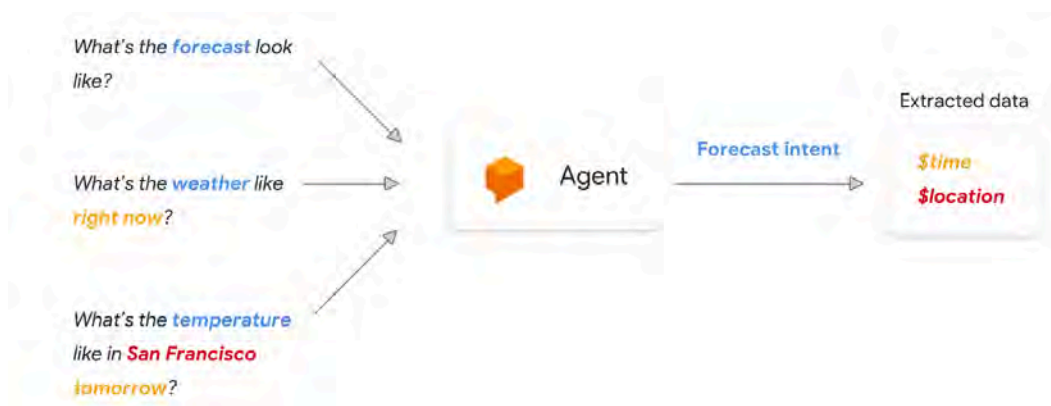 What's the forecast look
like?
What's the weather like
right now?
What's the temperature
like in San Francisco
tomorrow?
Agent
Forecast intent
Extracted data
$time
$location